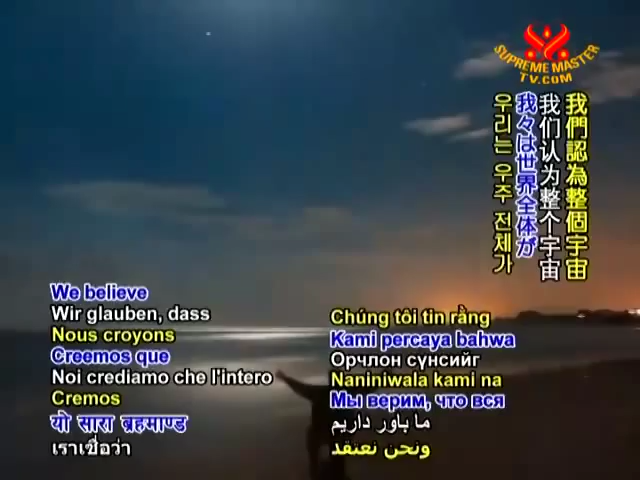 SUPREME MASTER
TV.COM
我們認為整個宇宙
我们认为整个宇宙
我々は世界全体が
우리는 우주 전체가
We believe
Wir glauben, dass
Nous croyons
Creemos que
Noi crediamo che l'intero
Cremos
यो सारा ब्रहमाण्ड
เราเชื่อว่า
Chúng tôi tin rằng
Kami percaya bahwa
Орчлон сүнсийг
Naniniwala kami na
Мы верим, что вся
ما باور داریم
ونحن نعتقد